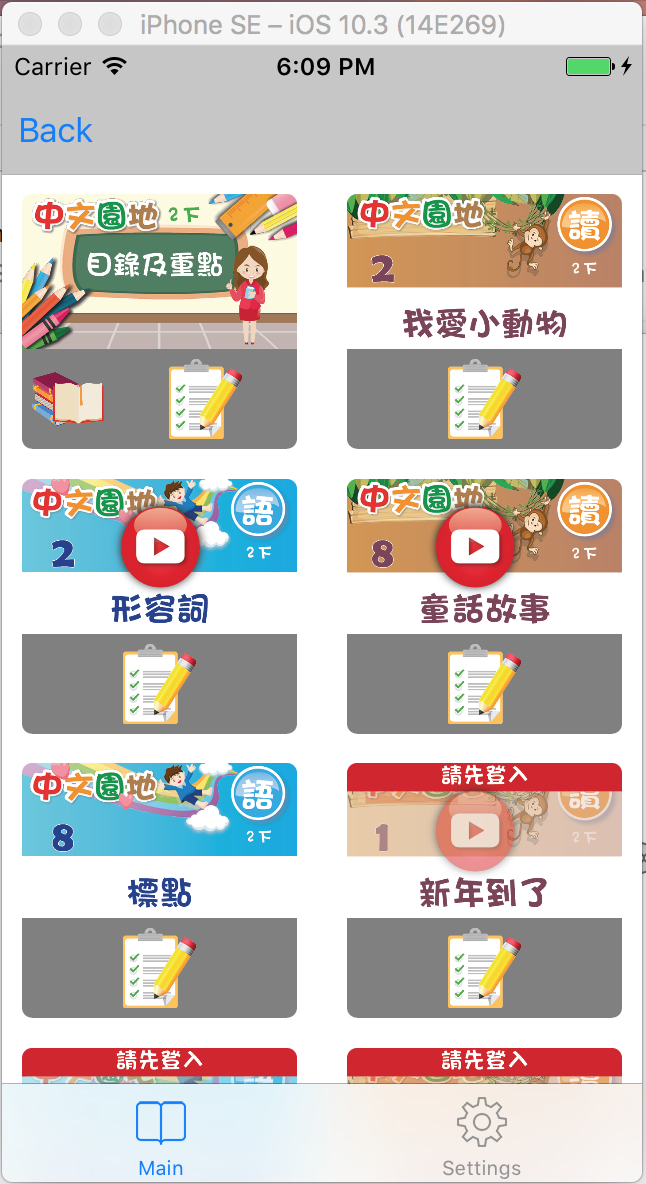 iPhone SE – iOS 10.3 (14E269)
Carrier 6:09 PM
Back
中文園地 2下
目錄及重點
中文園地 讀
2 2下
我愛小動物
中文園地 語
2 2下
形容詞
中文園地 讀
8 2下
童話故事
中文園地 語
8 2下
標點
請先登入
讀
1 2下
新年到了
請先登入
請先登入
Main Settings